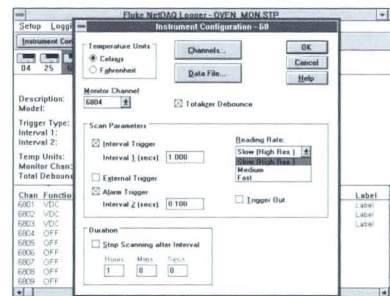 Fluke NetDAQ Logger - OVEN_MON.STP
Setup Loggi
Instrument Con
04 25
Description:
Model:
Trigger Type:
Interval 1:
Interval 2:
Temp Units:
Monitor Chan:
Total Debounc
Chan Functio
6801 VDC
6802 VDC
6803 VDC
6804 OFF
6805 OFF
6806 OFF
6807 OFF
6808 OFF
6809 OFF
Label
Label
Label
Label
Instrument Configuration - 60
Temperature Units
Celsius
Fahrenheit
Channels...
Data File...
OK
Cancel
Help
Monitor Channel:
6804
Totalizer Debounce
Scan Parameters
Interval Trigger
Interval 1 (secs) 1.000
External Trigger
Alarm Trigger
Interval 2 (secs) 0.100
Reading Rate:
Slow (High Res.)
Slow (High Res.)
Medium
Fast
Trigger Out
Duration
Stop Scanning after Interval
Hours Mins Secs
1 0 0